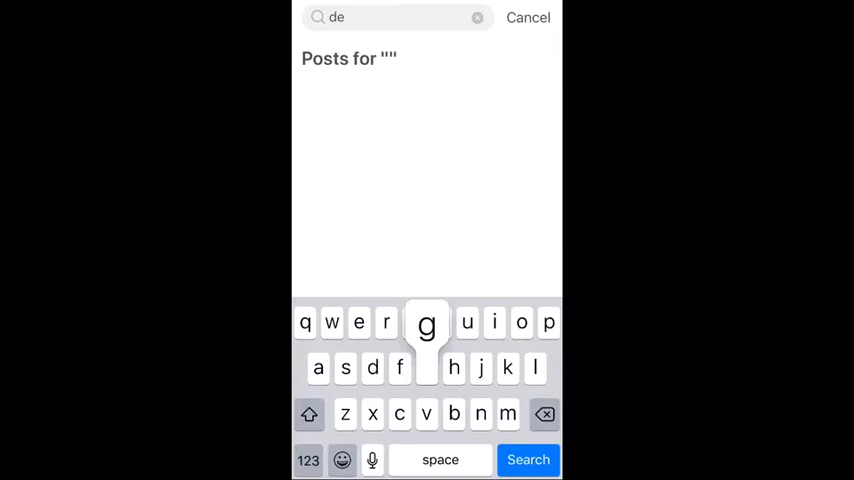 de Cancel
Posts for ""
q w e r g u i o p
a s d f h j k l
z x c v b n m
123 space Search